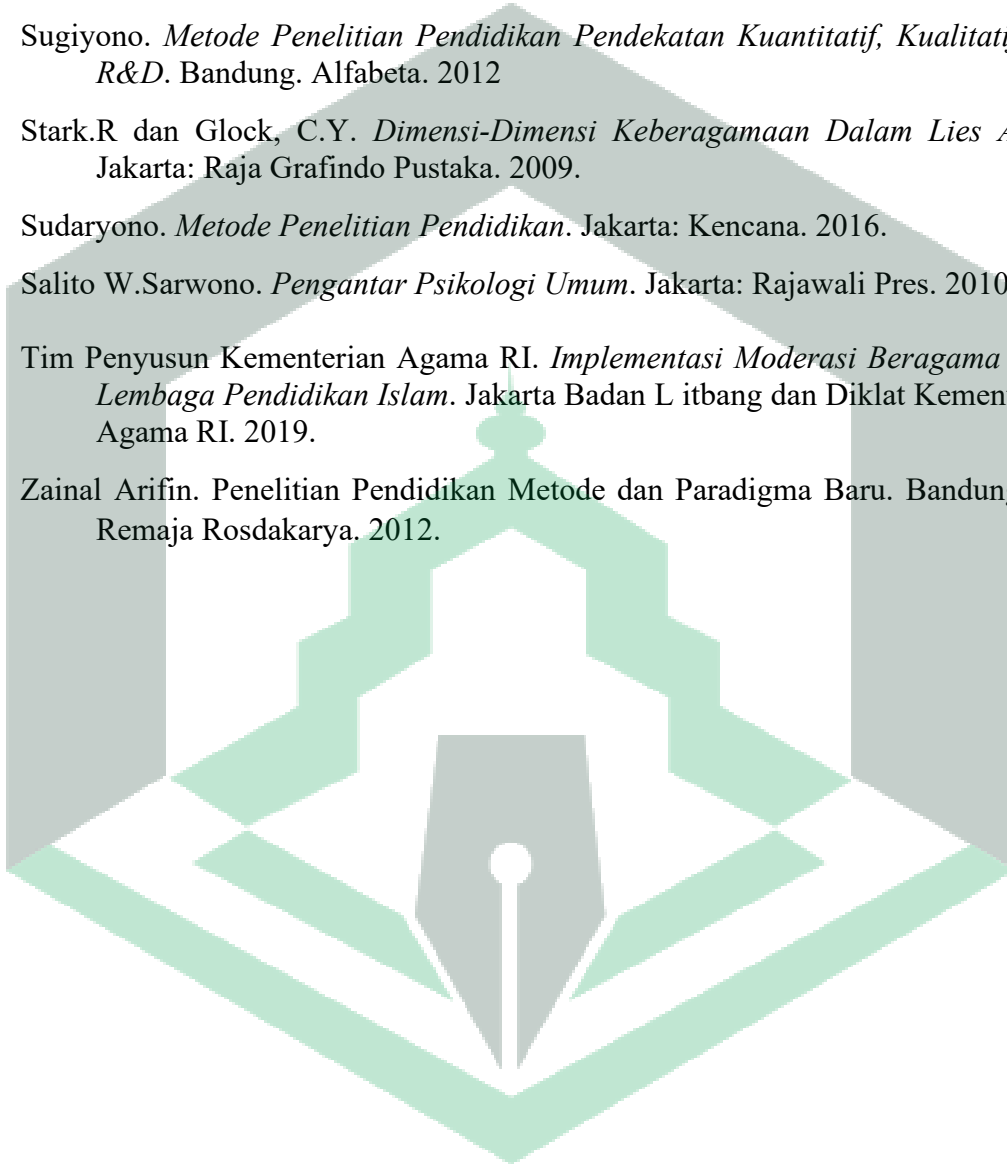 Sugiyono. Metode Penelitian Pendidikan Pendekatan Kuantitatif, Kualitatif
R&D. Bandung. Alfabeta. 2012
Stark.R dan Glock, C.Y. Dimensi-Dimensi Keberagamaan Dalam Lies
Jakarta: Raja Grafindo Pustaka. 2009.
Sudaryono. Metode Penelitian Pendidikan. Jakarta: Kencana. 2016.
Salito W.Sarwono. Pengantar Psikologi Umum. Jakarta: Rajawali Pres. 2010
Tim Penyusun Kementerian Agama RI. Implementasi Moderasi Beragama
Lembaga Pendidikan Islam. Jakarta Badan L itbang dan Diklat Kemen
Agama RI. 2019.
Zainal Arifin. Penelitian Pendidikan Metode dan Paradigma Baru. Bandung
Remaja Rosdakarya. 2012.